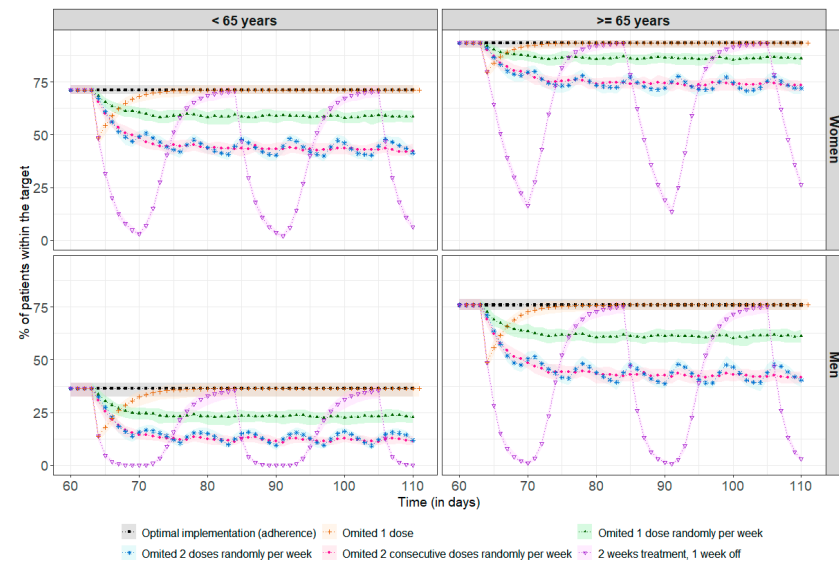 < 65 years
>= 65 years
% of patients within the target
75
50
25
0
Women
75
50
25
0
Men
60 70 80 90 100 110
60 70 80 90 100 110
Time (in days)
Optimal implementation (adherence)
Omited 1 dose
Omited 1 dose randomly per week
Omited 2 doses randomly per week
Omited 2 consecutive doses randomly per week
2 weeks treatment, 1 week off